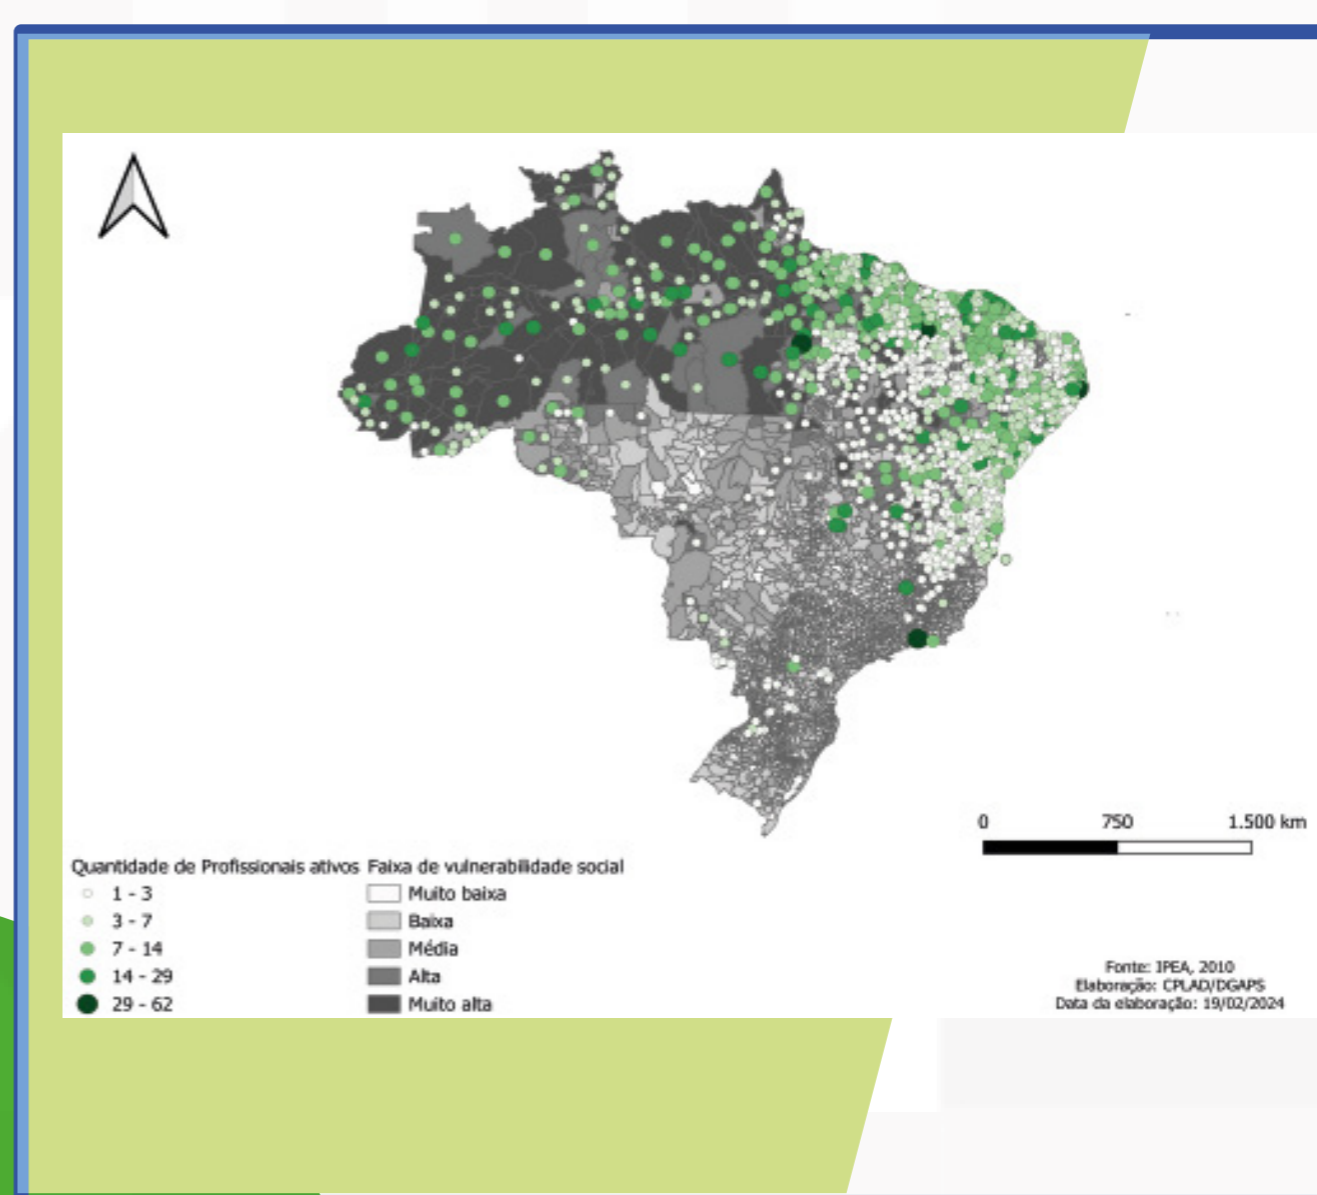 0 750 1.500 km
Quantidade de Profissionais ativos Faixa de vulnerabilidade social
1 - 3 Muito baixa
3 - 7 Baixa
7 - 14 Média
14 - 29 Alta
29 - 62 Muito alta
Fonte: IPEA, 2010
Elaboração: CPLAD/DGAPS
Data da elaboração: 19/02/2024